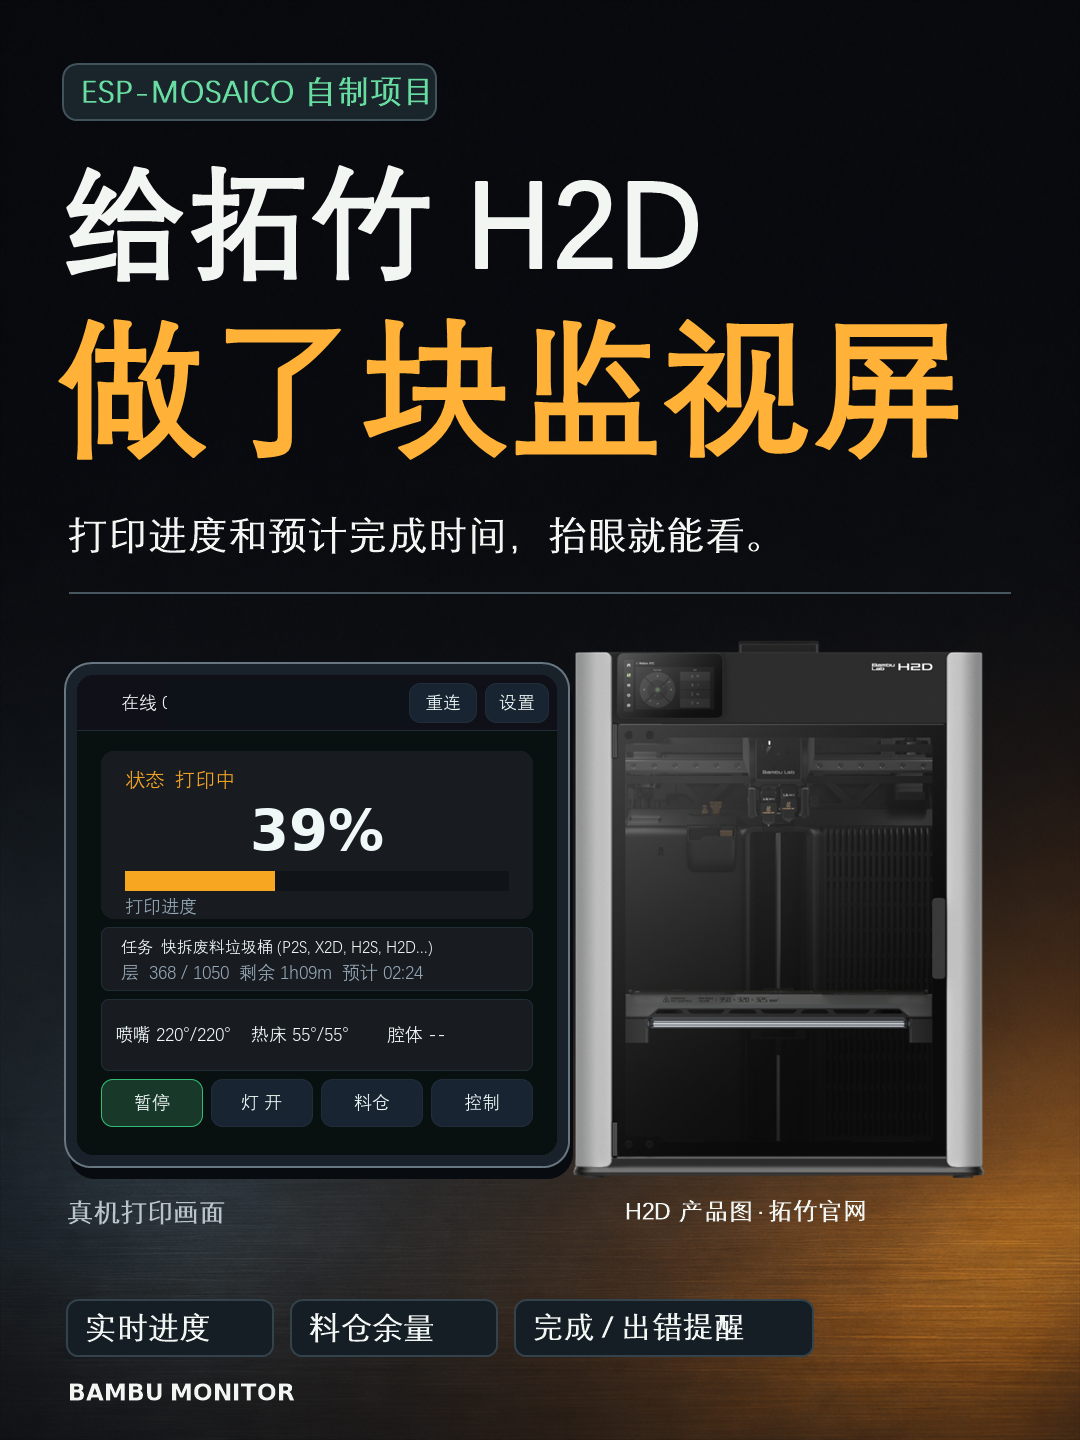 ESP-MOSAICO 自制项目
给拓竹 H2D
做了块监视屏
打印进度和预计完成时间，抬眼就能看。
在线 (
重连
设置
状态 打印中
39%
打印进度
任务 快拆废料垃圾桶 (P2S, X2D, H2S, H2D...)
层 368 / 1050 剩余 1h09m 预计 02:24
喷嘴 220°/220° 热床 55°/55° 腔体 --
暂停
灯 开
料仓
控制
Bambu Lab H2D
Bambu Lab
真机打印画面
H2D 产品图·拓竹官网
实时进度
料仓余量
完成 / 出错提醒
BAMBU MONITOR